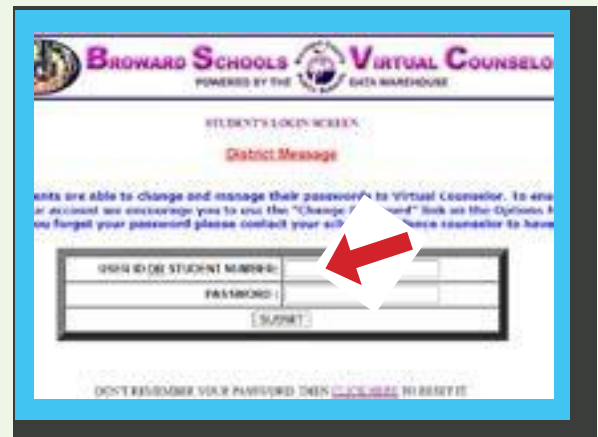 BROWARD SCHOOLS VIRTUAL COUNSELO
POWERED BY THE DATA WAREHOUSE
STUDENT'S LOGIN SCREEN
District Message
ents are able to change and manage their passwords to Virtual Counselor. To ena
r account we encourage you to use the "Change word" link on the Options
ou forget your password please contact your sch ance counselor to have
USER ID OR STUDENT NUMBER:
PASSWORD :
SUBMIT
DON'T REMEMBER YOUR PASSWORD THEN CLICK HERE TO RESET IT